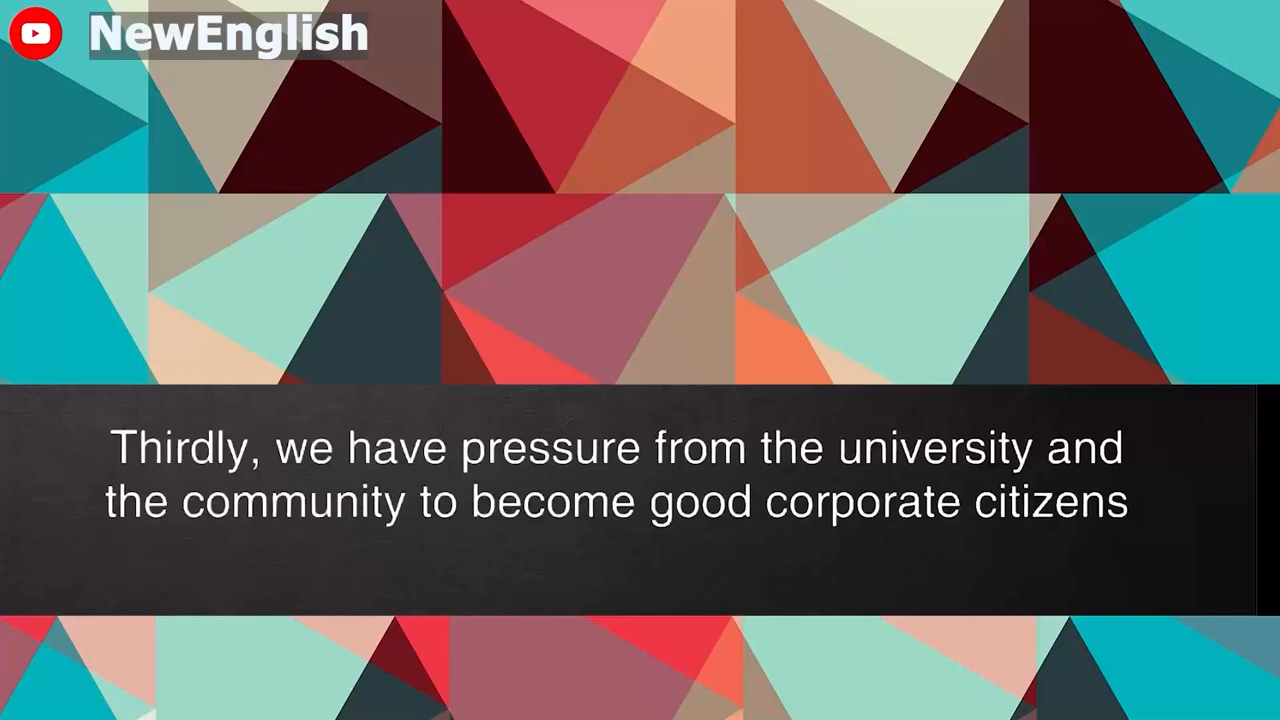 NewEnglish
Thirdly, we have pressure from the university and
the community to become good corporate citizens